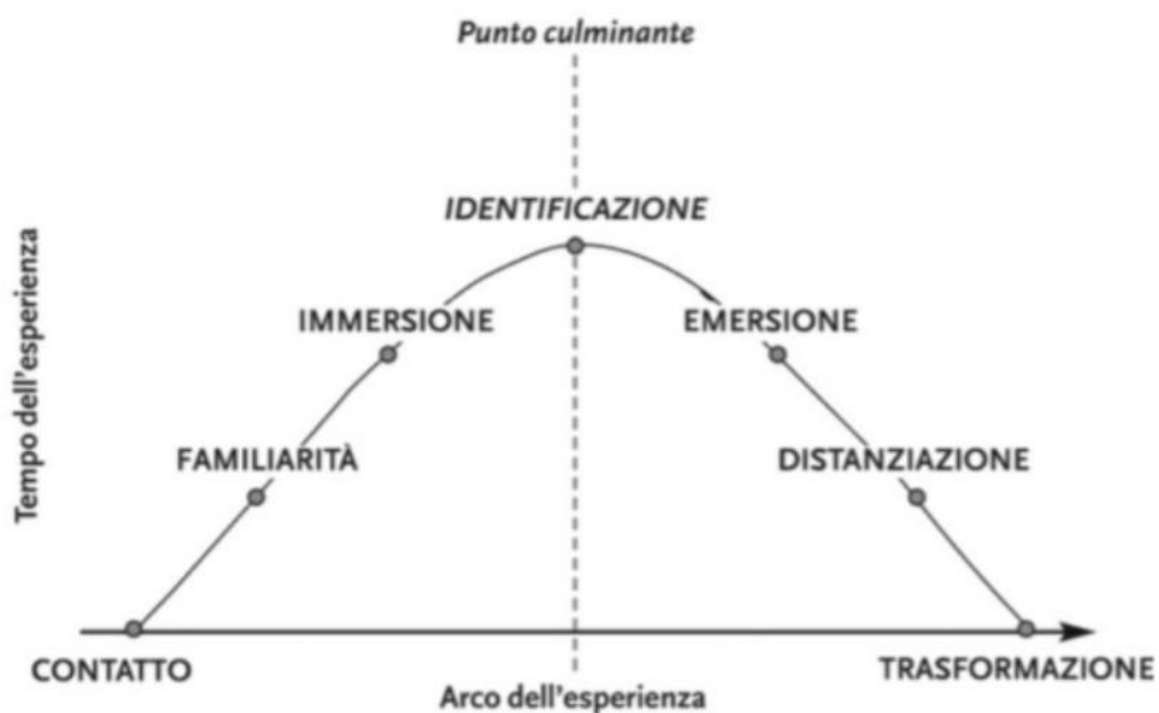 Punto culminante
IDENTIFICAZIONE
IMMERSIONE
EMERSIONE
FAMILIARITÀ
DISTANZIAZIONE
Tempo dell'esperienza
CONTATTO
TRASFORMAZIONE
Arco dell'esperienza